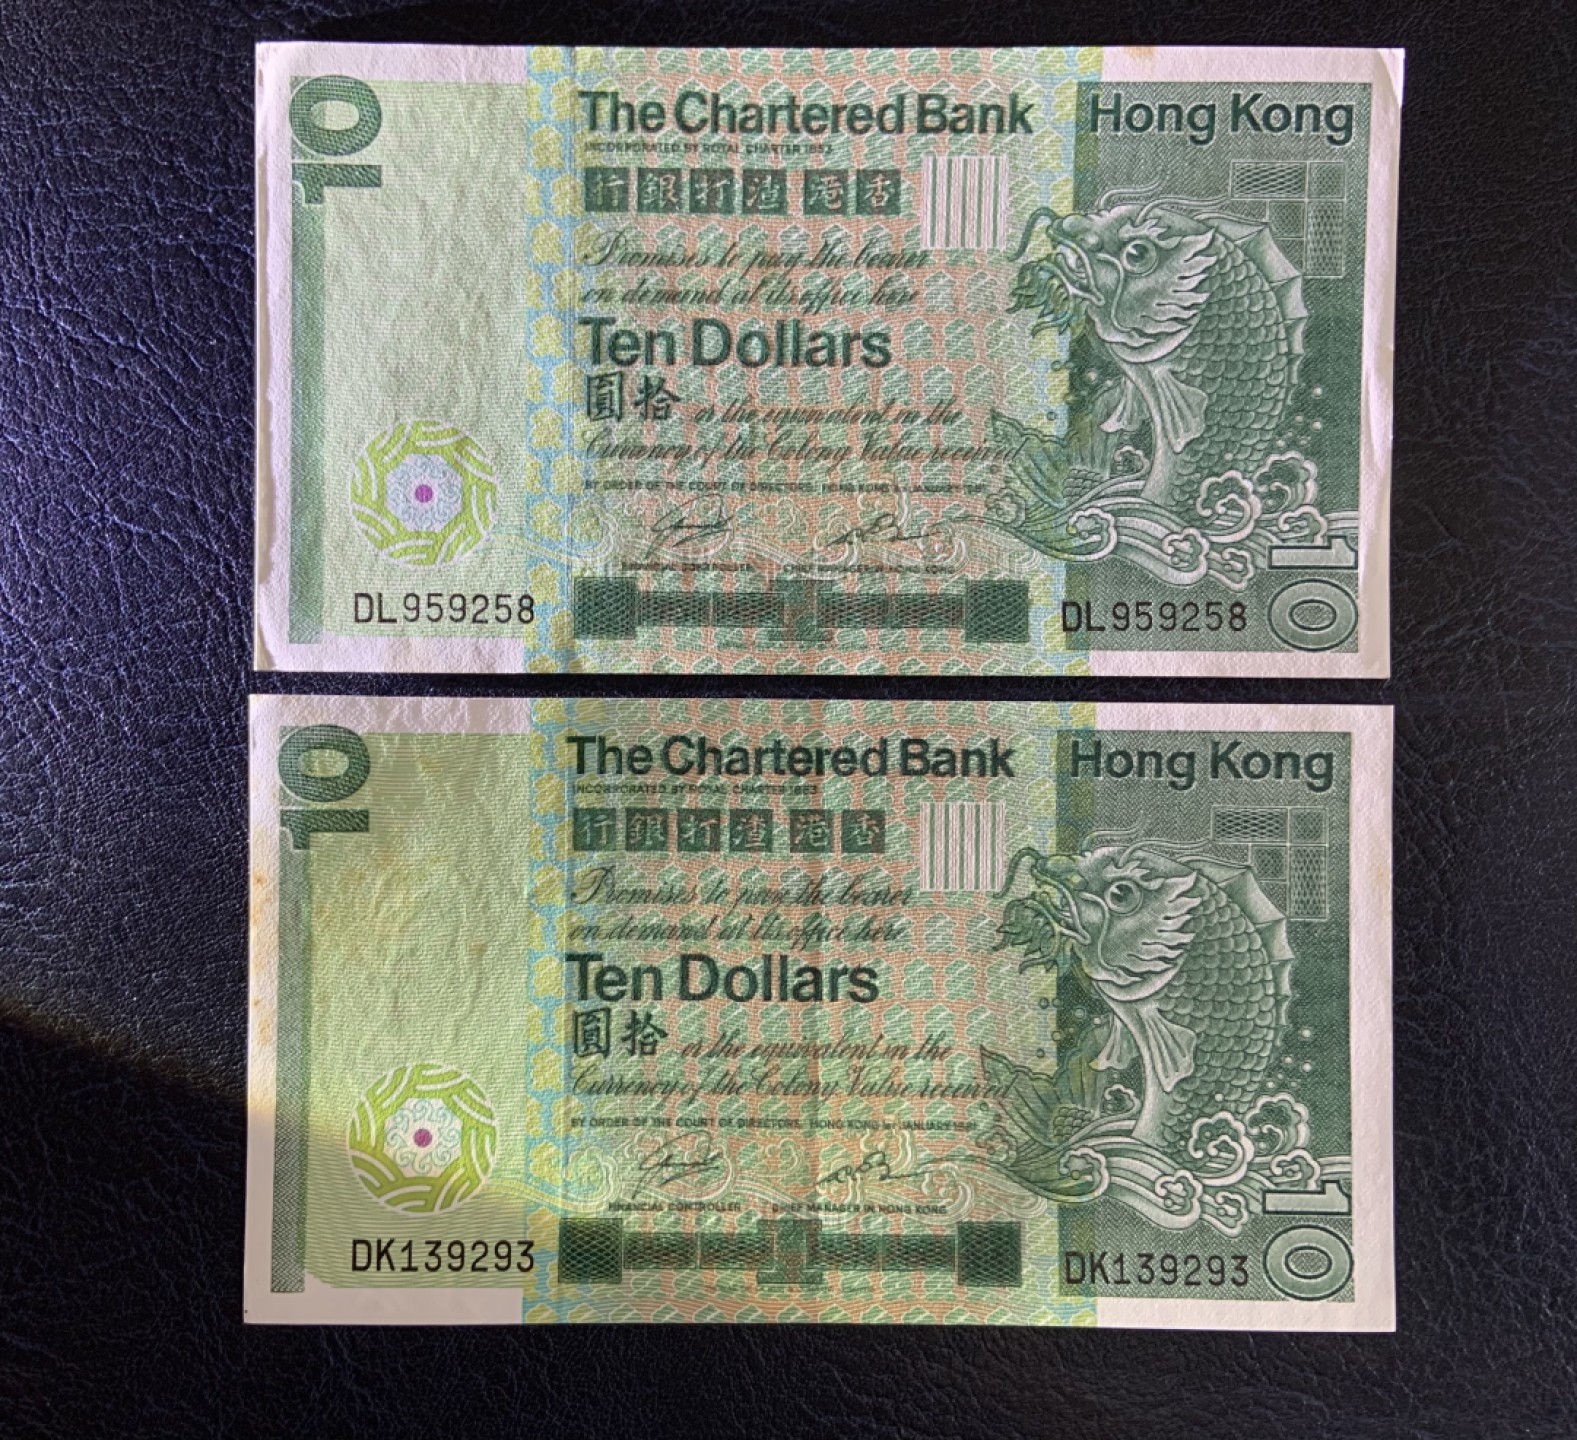 10
The Chartered Bank
Hong Kong
INCORPORATED BY ROYAL CHARTER 1853
行銀打渣 港香
Promises to pay the bearer
on demand at its office here
Ten Dollars
圓拾 or the equivalent in the
Currency of the Colony Value received
BY ORDER OF THE COURT OF DIRECTORS, HONG KONG 1st JANUARY 1981
FINANCIAL CONTROLLER CHIEF MANAGER IN HONG KONG
DL959258
DL959258
10
10
The Chartered Bank
Hong Kong
INCORPORATED BY ROYAL CHARTER 1853
行銀打渣 港香
Promises to pay the bearer
on demand at its office here
Ten Dollars
圓拾 or the equivalent in the
Currency of the Colony Value received
BY ORDER OF THE COURT OF DIRECTORS, HONG KONG 1st JANUARY 1981
FINANCIAL CONTROLLER CHIEF MANAGER IN HONG KONG
DK139293
DK139293
10